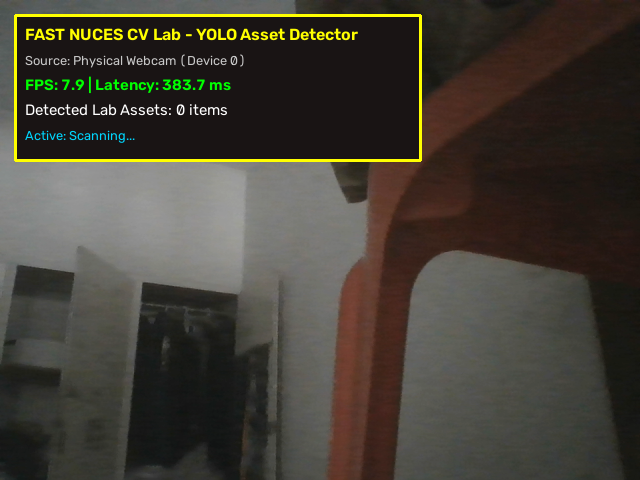 FAST NUCES CV Lab - YOLO Asset Detector
Source: Physical Webcam (Device 0)
FPS: 7.9 | Latency: 383.7 ms
Detected Lab Assets: 0 items
Active: Scanning...